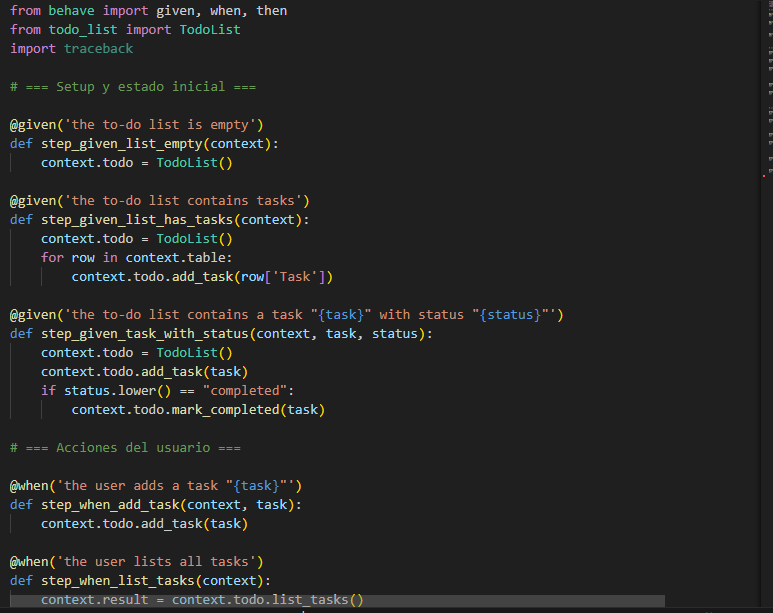 from behave import given, when, then
from todo_list import TodoList
import traceback
# === Setup y estado inicial ===
@given('the to-do list is empty')
def step_given_list_empty(context):
context.todo = TodoList()
@given('the to-do list contains tasks')
def step_given_list_has_tasks(context):
context.todo = TodoList()
for row in context.table:
context.todo.add_task(row['Task'])
@given('the to-do list contains a task "{task}" with status "{status}"')
def step_given_task_with_status(context, task, status):
context.todo = TodoList()
context.todo.add_task(task)
if status.lower() == "completed":
context.todo.mark_completed(task)
# === Acciones del usuario ===
@when('the user adds a task "{task}"')
def step_when_add_task(context, task):
context.todo.add_task(task)
@when('the user lists all tasks')
def step_when_list_tasks(context):
context.result = context.todo.list_tasks()